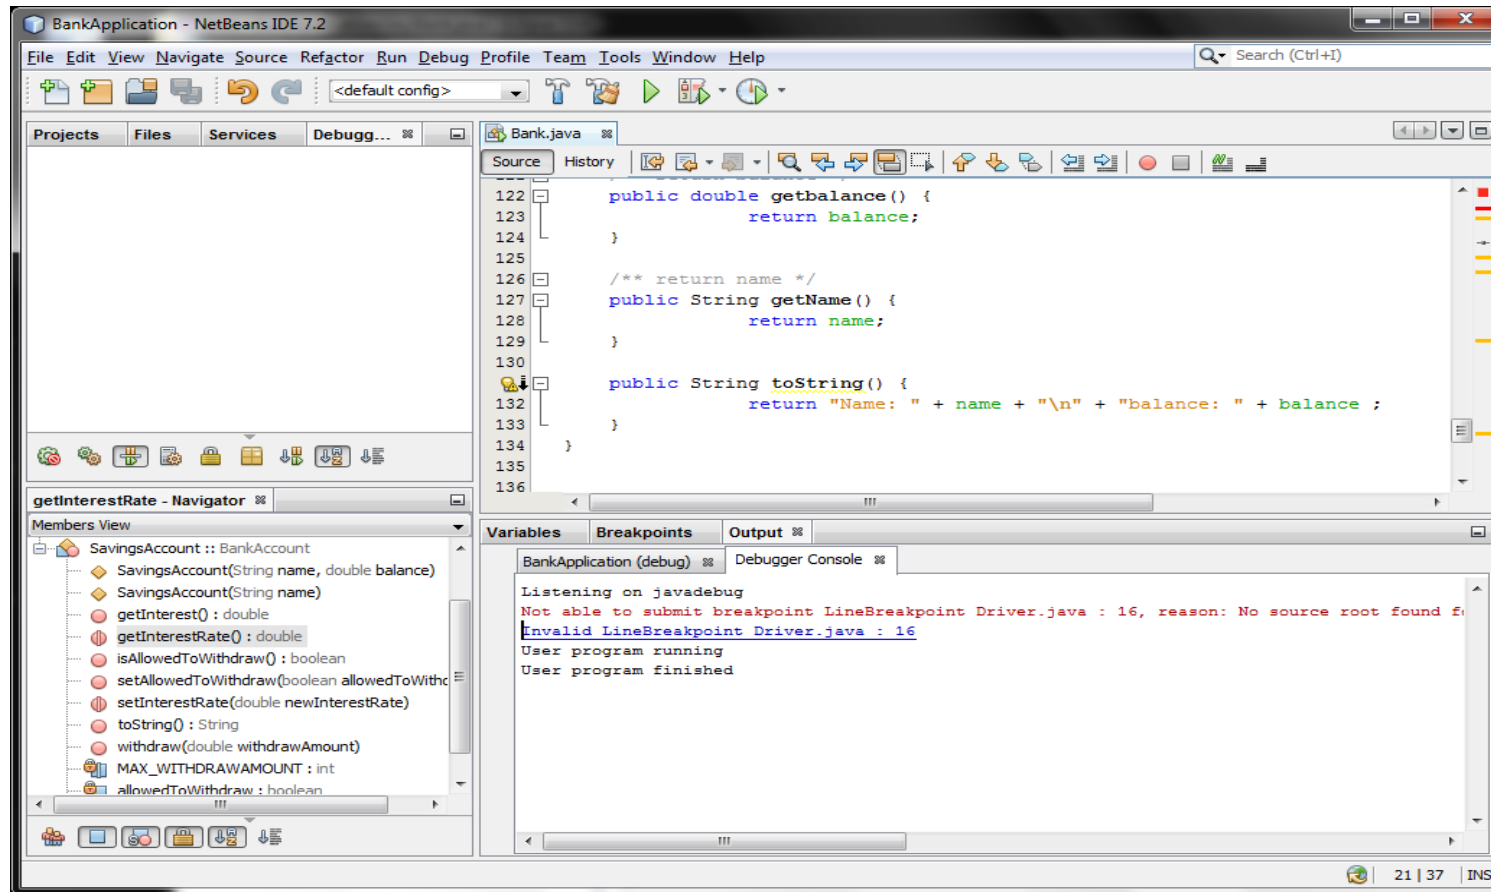 BankApplication - NetBeans IDE 7.2
File Edit View Navigate Source Refactor Run Debug Profile Team Tools Window Help
Search (Ctrl+I)
<default config>
Projects Files Services Debugg...
Bank.java
Source History
122 public double getbalance() {
123 return balance;
124 }
125
126 /** return name */
127 public String getName() {
128 return name;
129 }
130
public String toString() {
132 return "Name: " + name + "\n" + "balance: " + balance ;
133 }
134 }
135
136
getInterestRate - Navigator
Members View
SavingsAccount :: BankAccount
SavingsAccount(String name, double balance)
SavingsAccount(String name)
getInterest() : double
getInterestRate() : double
isAllowedToWithdraw() : boolean
setAllowedToWithdraw(boolean allowedToWithd
setInterestRate(double newInterestRate)
toString() : String
withdraw(double withdrawAmount)
MAX_WITHDRAWAMOUNT : int
allowedToWithdraw : boolean
Variables Breakpoints Output
BankApplication (debug) Debugger Console
Listening on javadebug
Not able to submit breakpoint LineBreakpoint Driver.java : 16, reason: No source root found f
Invalid LineBreakpoint Driver.java : 16
User program running
User program finished
21 | 37 INS